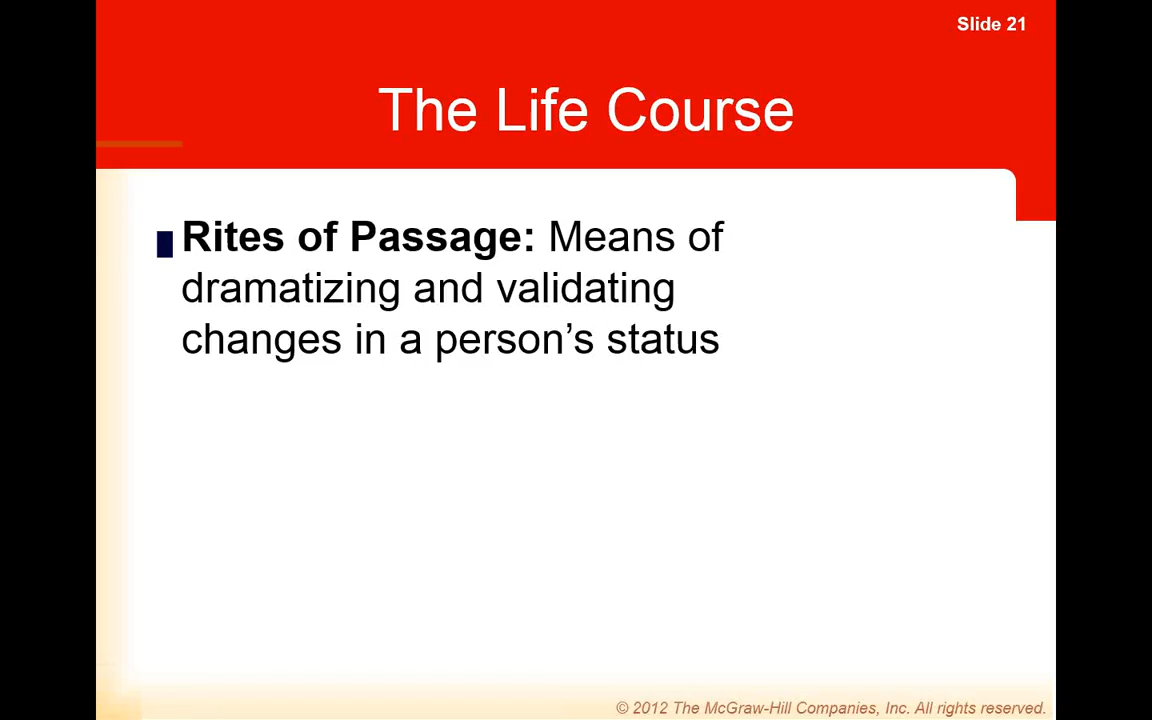 Slide 21
The Life Course
Rites of Passage: Means of
dramatizing and validating
changes in a person’s status
© 2012 The McGraw-Hill Companies, Inc. All rights reserved.